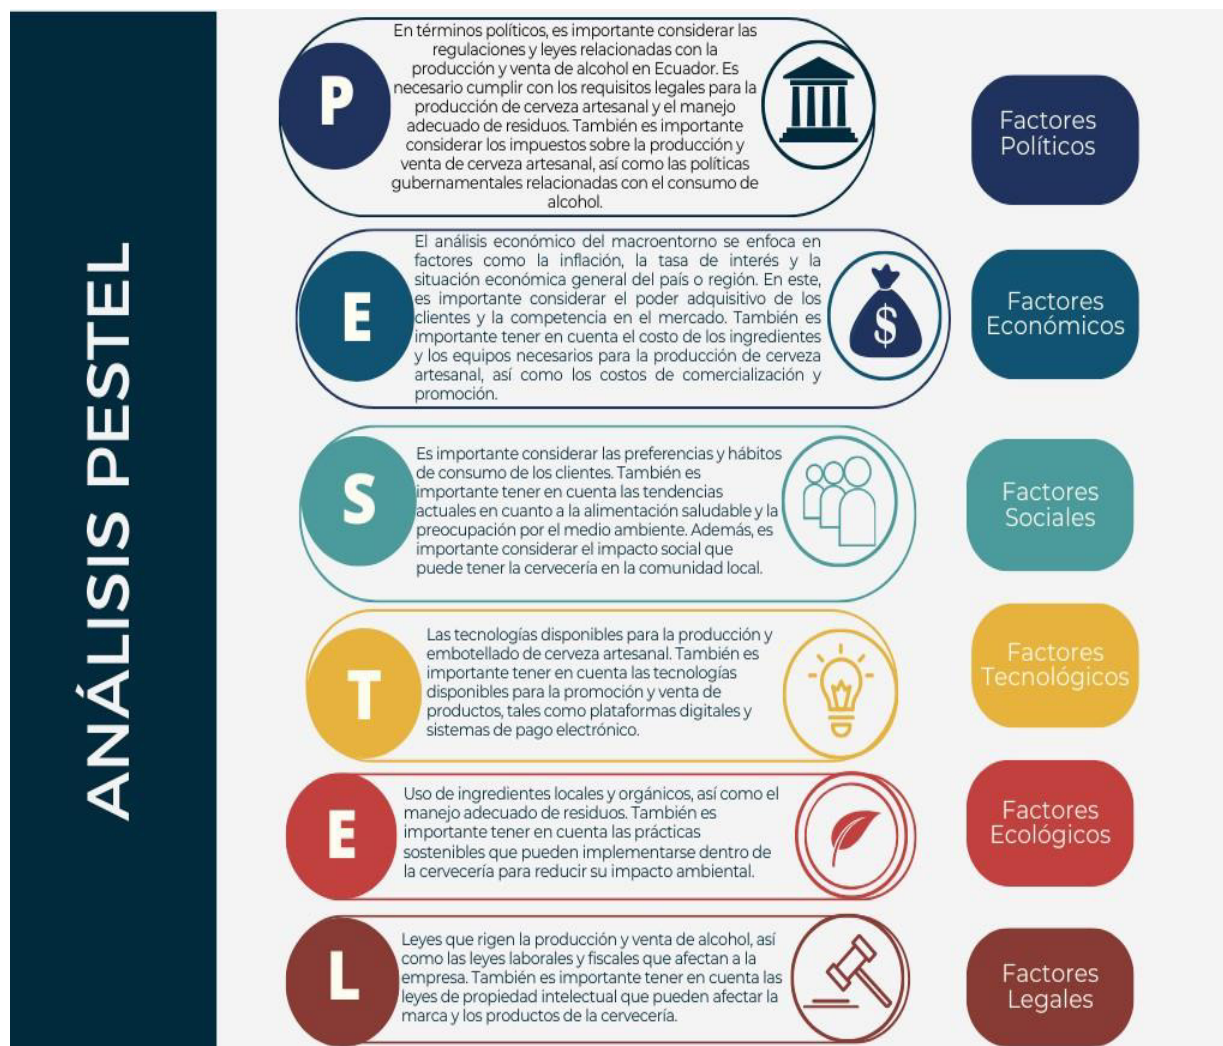 ANÁLISIS PESTEL
P
En términos políticos, es importante considerar las
regulaciones y leyes relacionadas con la
producción y venta de alcohol en Ecuador. Es
necesario cumplir con los requisitos legales para la
producción de cerveza artesanal y el manejo
adecuado de residuos. También es importante
considerar los impuestos sobre la producción y
venta de cerveza artesanal, así como las políticas
gubernamentales relacionadas con el consumo de
alcohol.
Factores
Políticos
E
El análisis económico del macroentorno se enfoca en
factores como la inflación, la tasa de interés y la
situación económica general del país o región. En este,
es importante considerar el poder adquisitivo de los
clientes y la competencia en el mercado. También es
importante tener en cuenta el costo de los ingredientes
y los equipos necesarios para la producción de cerveza
artesanal, así como los costos de comercialización y
promoción.
$
Factores
Económicos
S
Es importante considerar las preferencias y hábitos
de consumo de los clientes. También es
importante tener en cuenta las tendencias
actuales en cuanto a la alimentación saludable y la
preocupación por el medio ambiente. Además, es
importante considerar el impacto social que
puede tener la cervecería en la comunidad local.
Factores
Sociales
T
Las tecnologías disponibles para la producción y
embotellado de cerveza artesanal. También es
importante tener en cuenta las tecnologías
disponibles para la promoción y venta de
productos, tales como plataformas digitales y
sistemas de pago electrónico.
Factores
Tecnológicos
E
Uso de ingredientes locales y orgánicos, así como el
manejo adecuado de residuos. También es
importante tener en cuenta las prácticas
sostenibles que pueden implementarse dentro de
la cervecería para reducir su impacto ambiental.
Factores
Ecológicos
L
Leyes que rigen la producción y venta de alcohol, así
como las leyes laborales y fiscales que afectan a la
empresa. También es importante tener en cuenta las
leyes de propiedad intelectual que pueden afectar la
marca y los productos de la cervecería.
Factores
Legales